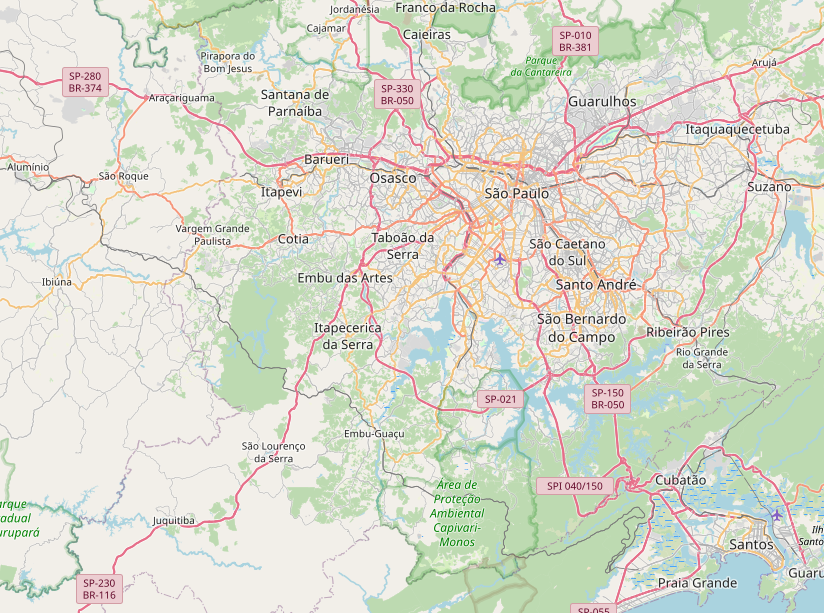 Jordanésia
Franco da Rocha
Cajamar
Caieiras
SP-010
BR-381
Pirapora do
Bom Jesus
Parque
da Cantareira
Arujá
SP-280
BR-374
SP-330
BR-050
Araçariguama
Santana de
Parnaíba
Guarulhos
Itaquaquecetuba
Barueri
Alumínio
São Roque
Osasco
Itapevi
São Paulo
Suzano
Vargem Grande
Paulista
Cotia
Taboão da
Serra
São Caetano
do Sul
Ibiúna
Embu das Artes
Santo André
Itapecerica
da Serra
São Bernardo
do Campo
Ribeirão Pires
Rio Grande
da Serra
SP-021
SP-150
BR-050
Embu-Guaçu
São Lourenço
da Serra
SPI 040/150
Cubatão
Área de
Proteção
Ambiental
Capivari-
Monos
arque
adual
urupará
Juquitiba
Santos
Ilh
Santo
Guaru
SP-230
BR-116
Praia Grande
SP-055